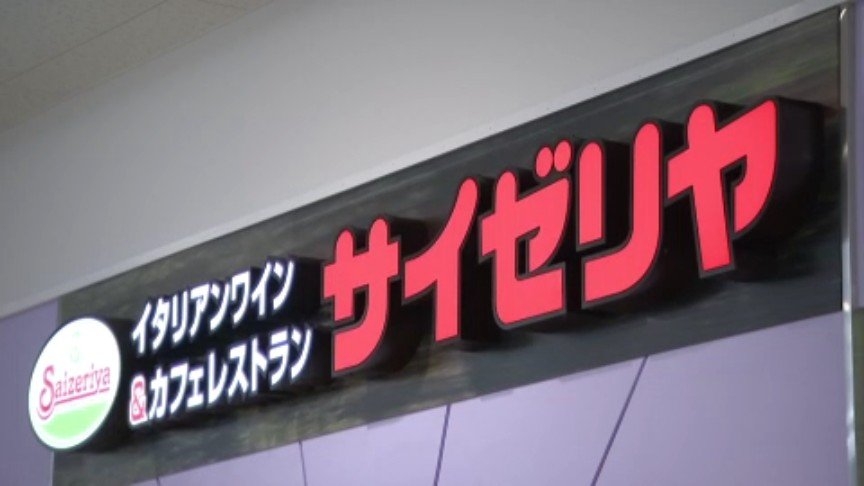 Saizeriya
イタリアンワイン
&カフェレストラン
サイゼリヤ